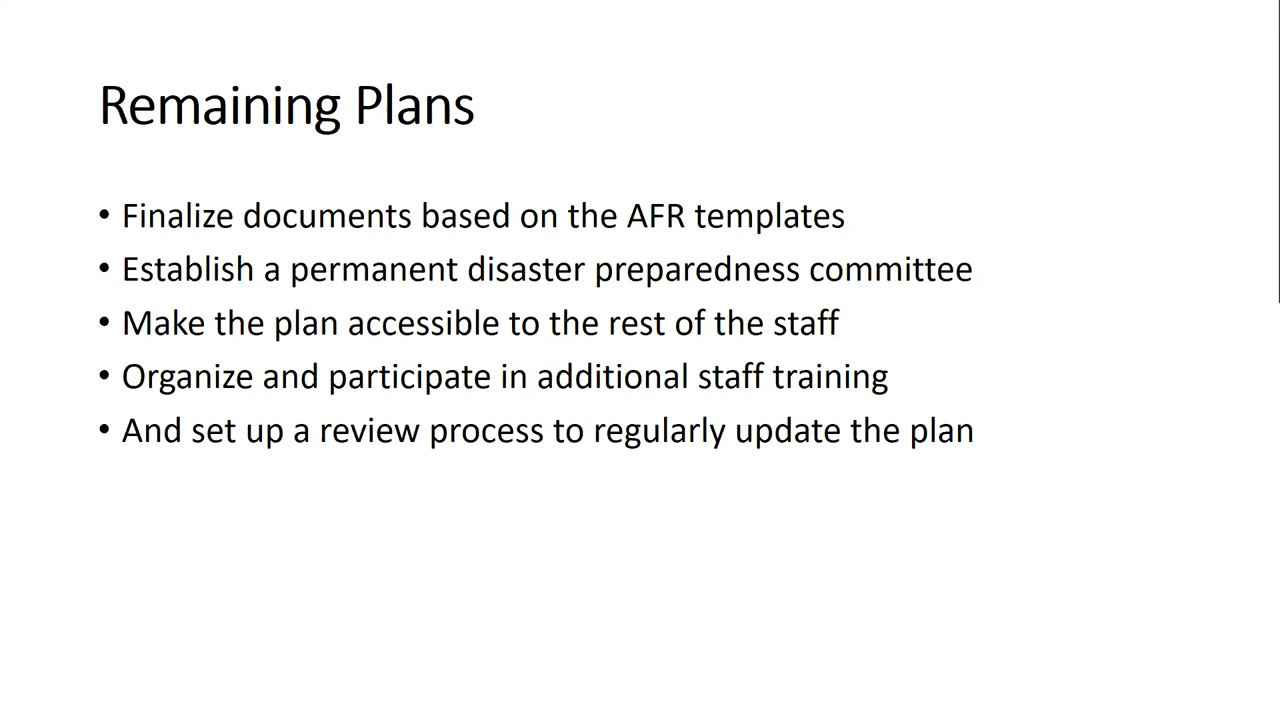 Remaining Plans
• Finalize documents based on the AFR templates
• Establish a permanent disaster preparedness committee
• Make the plan accessible to the rest of the staff
• Organize and participate in additional staff training
• And set up a review process to regularly update the plan